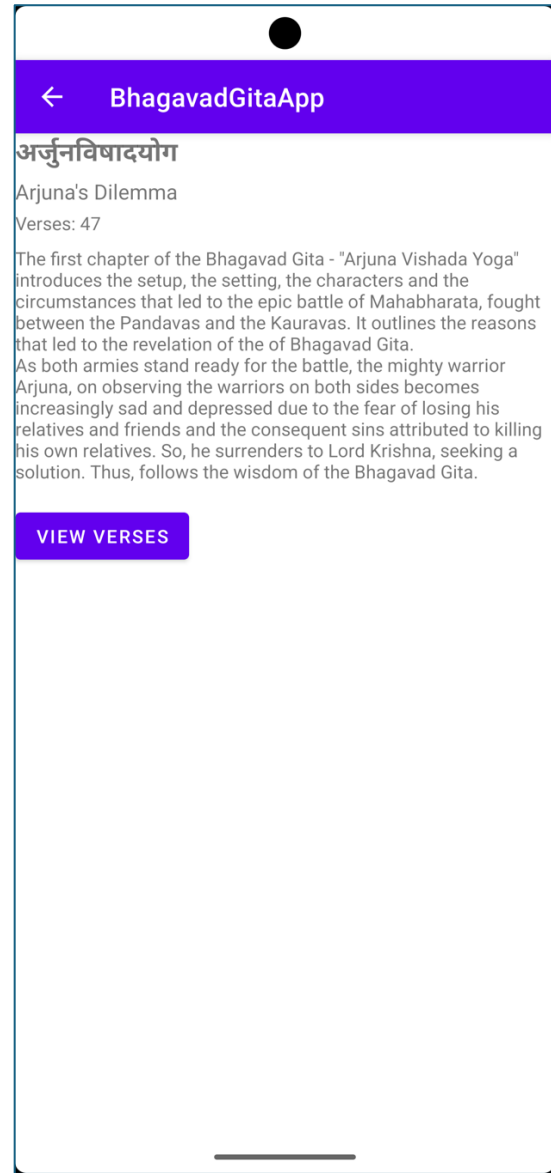 BhagavadGitaApp
अर्जुनविषादयोग
Arjuna's Dilemma
Verses: 47
The first chapter of the Bhagavad Gita - "Arjuna Vishada Yoga"
introduces the setup, the setting, the characters and the
circumstances that led to the epic battle of Mahabharata, fought
between the Pandavas and the Kauravas. It outlines the reasons
that led to the revelation of the of Bhagavad Gita.
As both armies stand ready for the battle, the mighty warrior
Arjuna, on observing the warriors on both sides becomes
increasingly sad and depressed due to the fear of losing his
relatives and friends and the consequent sins attributed to killing
his own relatives. So, he surrenders to Lord Krishna, seeking a
solution. Thus, follows the wisdom of the Bhagavad Gita.
VIEW VERSES